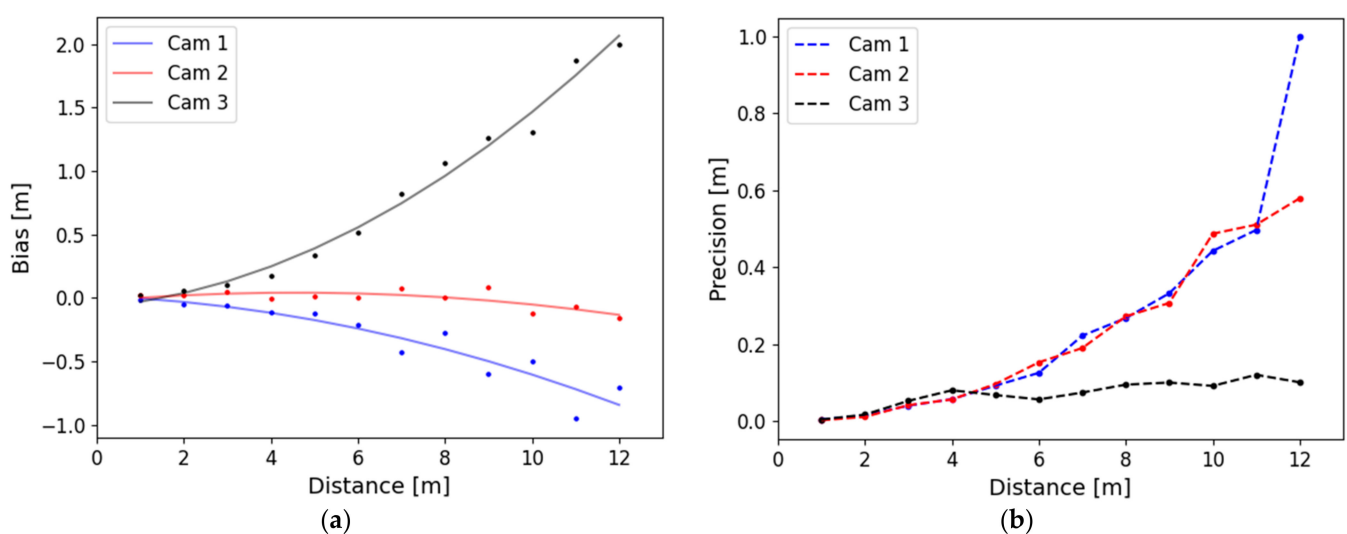 Cam 1
Cam 2
Cam 3
2.0
1.5
1.0
0.5
0.0
−0.5
−1.0
Bias [m]
0 2 4 6 8 10 12
Distance [m]
(a)
Cam 1
Cam 2
Cam 3
1.0
0.8
0.6
0.4
0.2
0.0
Precision [m]
0 2 4 6 8 10 12
Distance [m]
(b)